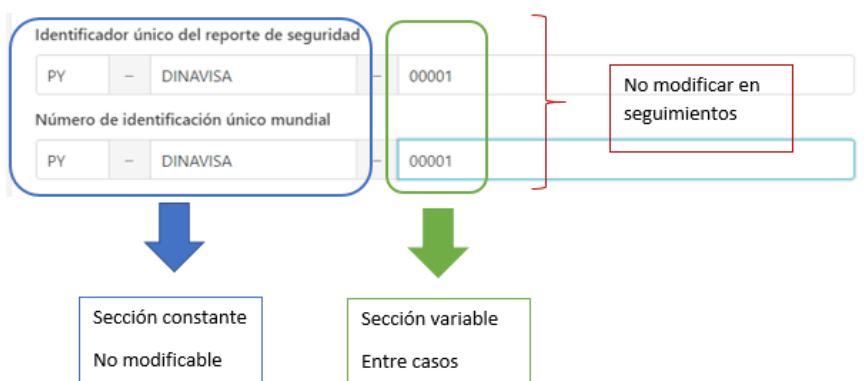 Identificador único del reporte de seguridad
PY – DINAVISA – 00001
Número de identificación único mundial
PY – DINAVISA – 00001
No modificar en
seguimientos
Sección constante
No modificable
Sección variable
Entre casos